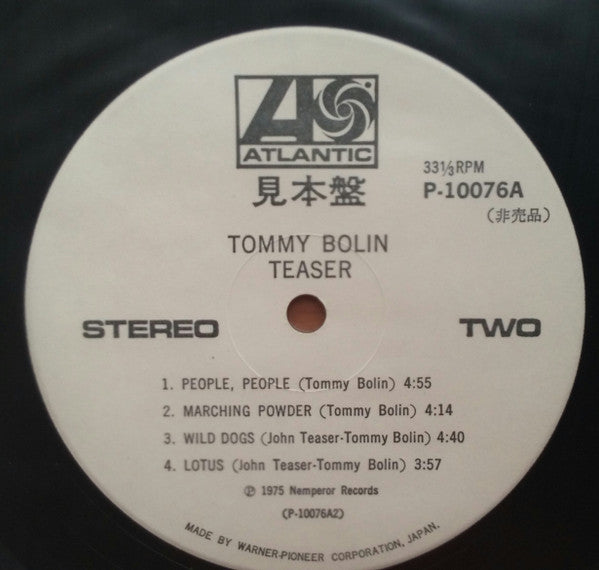 ATLANTIC
見本盤
33⅓ RPM
P-10076A
(非売品)
TOMMY BOLIN
TEASER
STEREO
TWO
1. PEOPLE, PEOPLE (Tommy Bolin) 4:55
2. MARCHING POWDER (Tommy Bolin) 4:14
3. WILD DOGS (John Teaser-Tommy Bolin) 4:40
4. LOTUS (John Teaser-Tommy Bolin) 3:57
℗ 1975 Nemperor Records
(P-10076A2)
MADE BY WARNER-PIONEER CORPORATION, JAPAN.